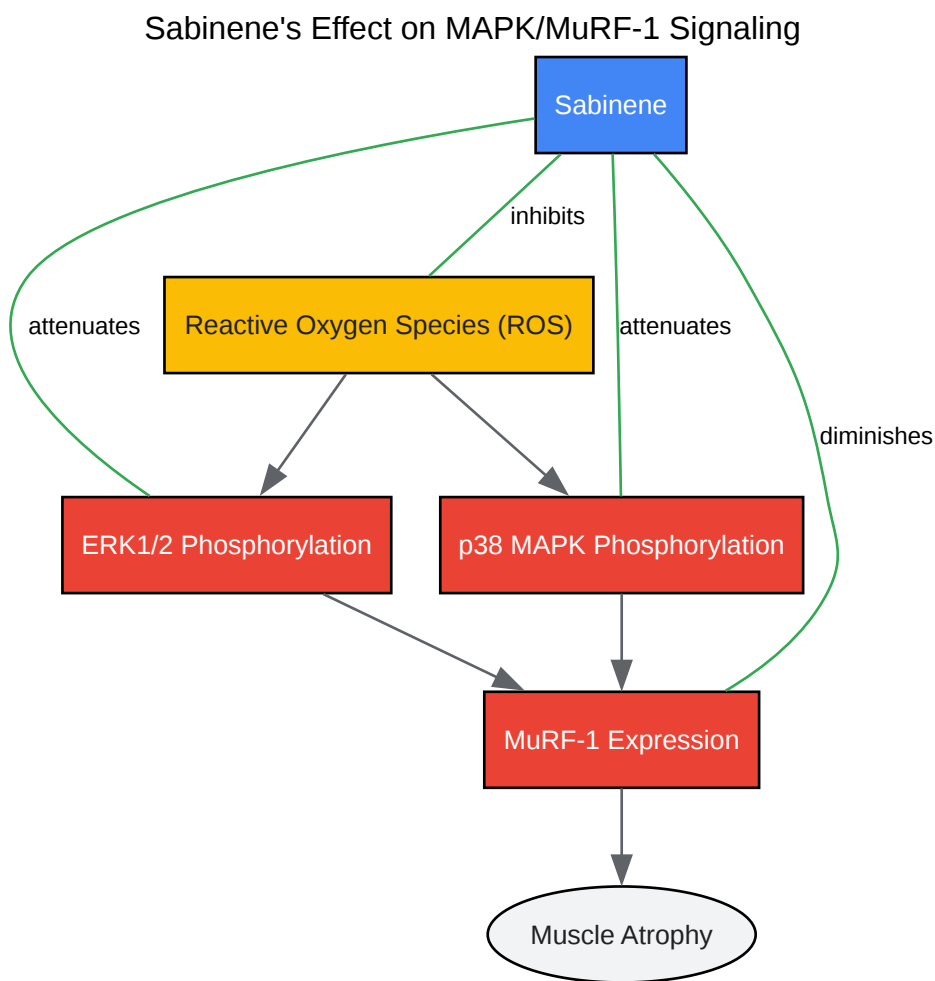 Sabinene's Effect on MAPK/MuRF-1 Signaling
Sabinene
inhibits
Reactive Oxygen Species (ROS)
attenuates
attenuates
diminishes
ERK1/2 Phosphorylation
p38 MAPK Phosphorylation
MuRF-1 Expression
Muscle Atrophy